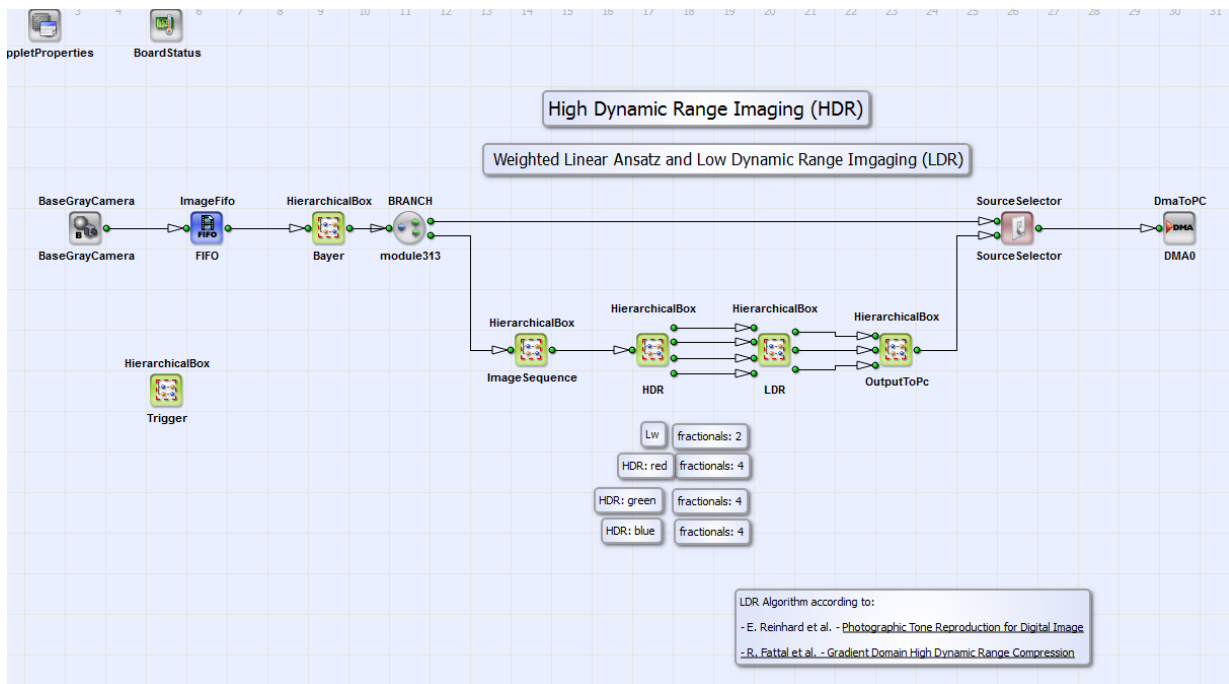 3 4 5 6 7 8 9 10 11 12 13 14 15 16 17 18 19 20 21 22 23 24 25 26 27 28 29 30 31
ppletProperties
BoardStatus
High Dynamic Range Imaging (HDR)
Weighted Linear Ansatz and Low Dynamic Range Imgaging (LDR)
BaseGrayCamera ImageFifo HierarchicalBox BRANCH SourceSelector DmaToPC
B
FIFO
DMA
BaseGrayCamera FIFO Bayer module313 SourceSelector DMA0
HierarchicalBox HierarchicalBox HierarchicalBox HierarchicalBox
ImageSequence HDR LDR OutputToPc
HierarchicalBox
Trigger
Lw fractionals: 2
HDR: red fractionals: 4
HDR: green fractionals: 4
HDR: blue fractionals: 4
LDR Algorithm according to:
- E. Reinhard et al. - Photographic Tone Reproduction for Digital Image
- R. Fattal et al. - Gradient Domain High Dynamic Range Compression